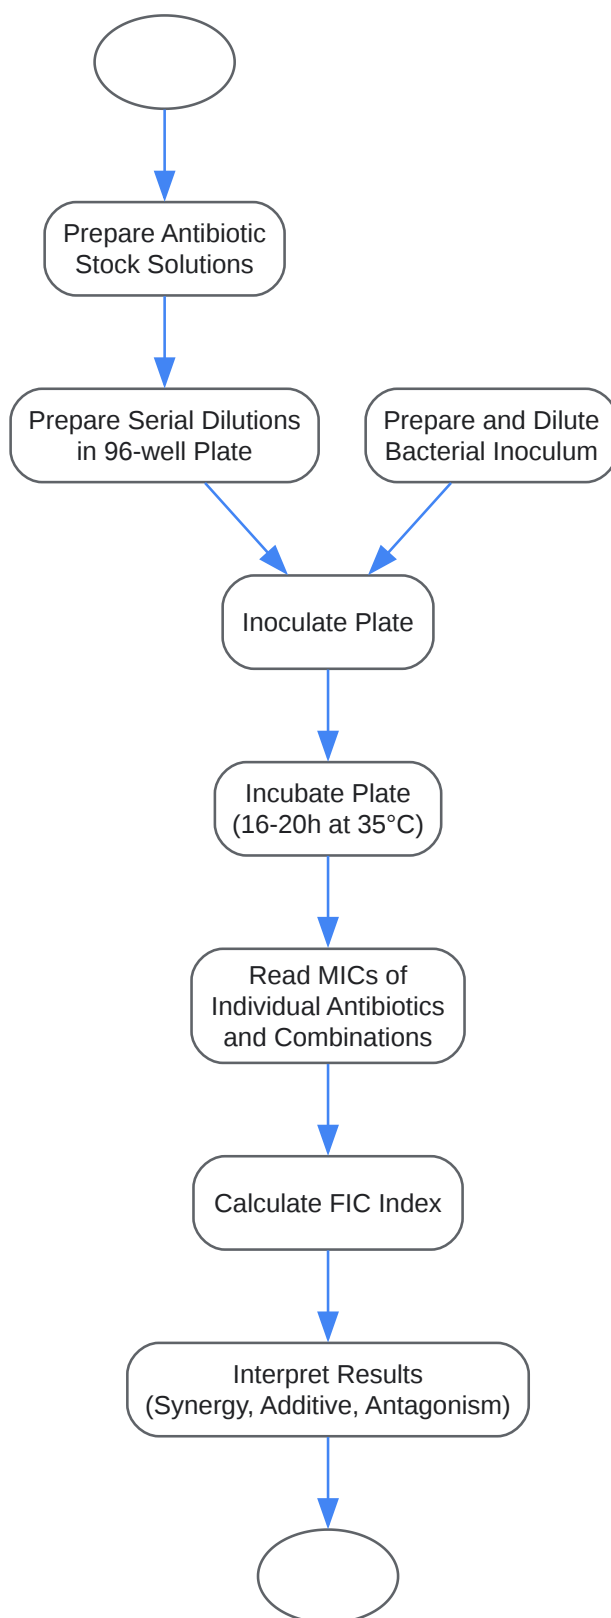 Prepare Antibiotic
Stock Solutions
Prepare Serial Dilutions
in 96-well Plate
Prepare and Dilute
Bacterial Inoculum
Inoculate Plate
Incubate Plate
(16-20h at 35°C)
Read MICs of
Individual Antibiotics
and Combinations
Calculate FIC Index
Interpret Results
(Synergy, Additive, Antagonism)